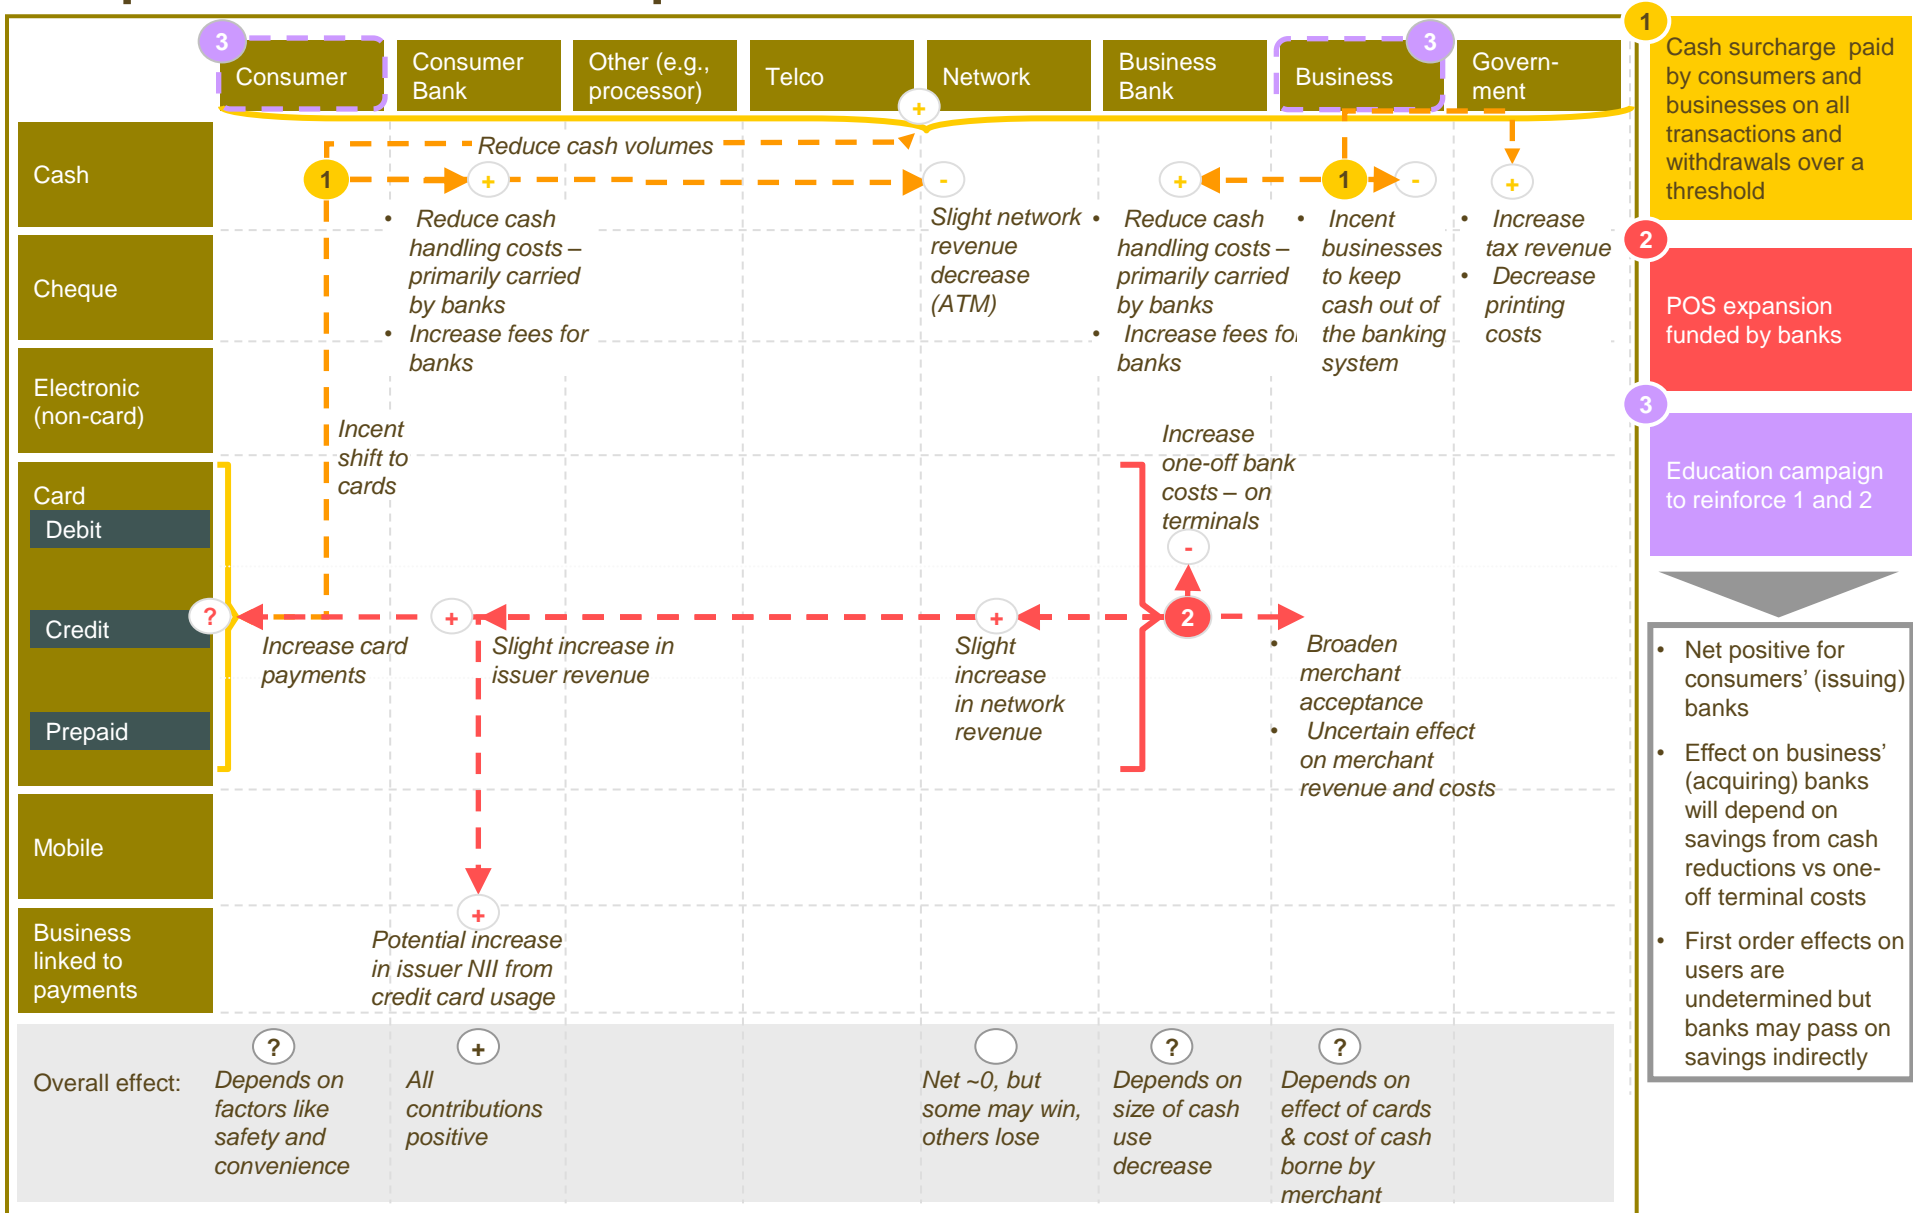 3
Consumer
Consumer
Bank
Other (e.g.,
processor)
Telco
Network
Business
Bank
Business
3
Govern-
ment
+
Cash
Reduce cash volumes
1
+
-
+
1
-
+
Reduce cash
handling costs –
primarily carried
by banks
Increase fees for
banks
Slight network
revenue
decrease
(ATM)
Reduce cash
handling costs –
primarily carried
by banks
Increase fees for
banks
Incent
businesses
to keep
cash out of
the banking
system
Increase
tax revenue
Decrease
printing
costs
Cheque
Electronic
(non-card)
Incent
shift to
cards
Increase
one-off bank
costs – on
terminals
-
Card
Debit
Credit
Prepaid
?
+
+
2
Increase card
payments
Slight increase in
issuer revenue
Slight
increase
in network
revenue
Broaden
merchant
acceptance
Uncertain effect
on merchant
revenue and costs
Mobile
Business
linked to
payments
+
Potential increase
in issuer NII from
credit card usage
Overall effect:
?
Depends on
factors like
safety and
convenience
+
All
contributions
positive
Net ~0, but
some may win,
others lose
?
Depends on
size of cash
use
decrease
?
Depends on
effect of cards
& cost of cash
borne by
merchant
1
Cash surcharge paid
by consumers and
businesses on all
transactions and
withdrawals over a
threshold
2
POS expansion
funded by banks
3
Education campaign
to reinforce 1 and 2
• Net positive for
consumers’ (issuing)
banks
• Effect on business’
(acquiring) banks
will depend on
savings from cash
reductions vs one-
off terminal costs
• First order effects on
users are
undetermined but
banks may pass on
savings indirectly